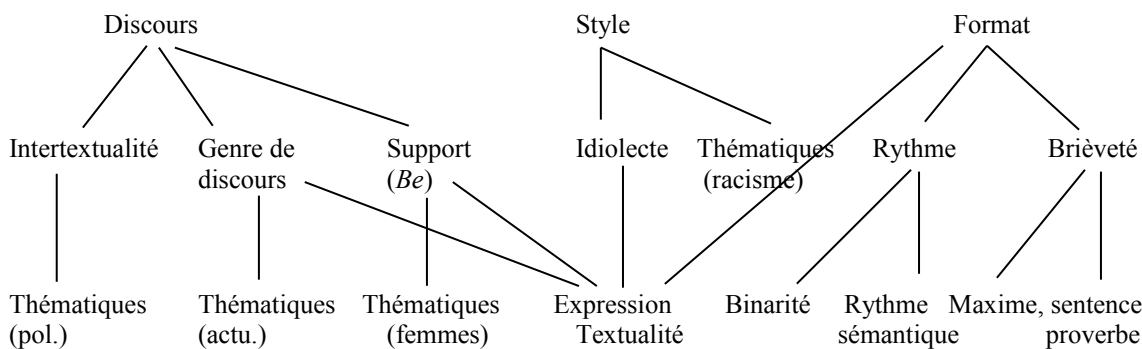 Discours Style Format
Intertextualité Genre de Support Idiolecte Thématiques Rythme Brièveté
discours (Be) (racisme)
Thématiques Thématiques Thématiques Expression Binarité Rythme Maxime, sentence
(pol.) (actu.) (femmes) Textualité sémantique proverbe